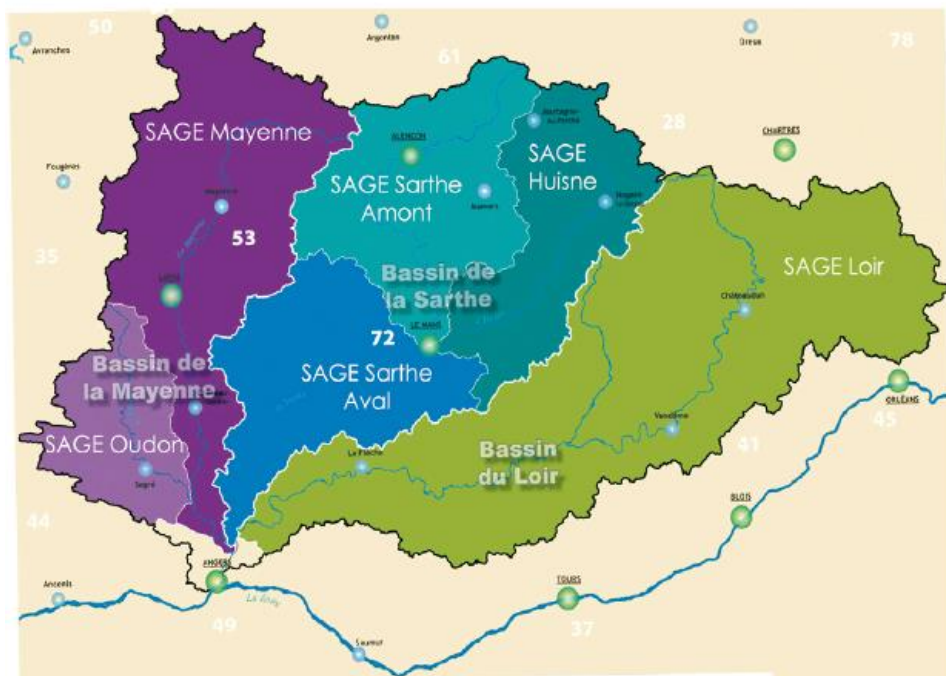 50
Avranches
Argentan
61
Dreux
78
SAGE Mayenne
ALENÇON
SAGE
Huisne
28
CHARTRES
Fougères
SAGE Sarthe
Amont
Mamers
Mayenne
53
35
LAVAL
Bassin de
la Sarthe
SAGE Loir
Châteaudun
72
LE MANS
Bassin de
la Mayenne
SAGE Sarthe
Aval
ORLÉANS
45
SAGE Oudon
Vendôme
41
La Flèche
Bassin
du Loir
Segré
44
BLOIS
ANGERS
Ancenis
TOURS
49
37
Saumur